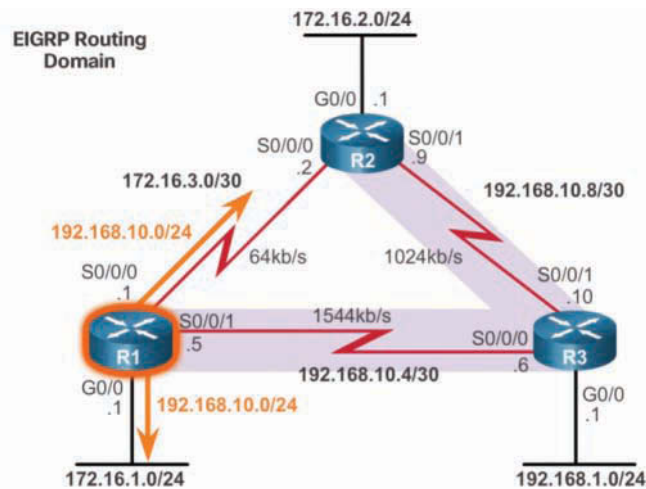 172.16.2.0/24
EIGRP Routing
Domain
G0/0
.1
S0/0/0
.2
R2
S0/0/1
.9
172.16.3.0/30
192.168.10.0/24
192.168.10.8/30
64kb/s
1024kb/s
S0/0/0
.1
S0/0/1
.10
R1
S0/0/1
.5
1544kb/s
S0/0/0
.6
R3
192.168.10.4/30
G0/0
.1
192.168.10.0/24
G0/0
.1
172.16.1.0/24
192.168.1.0/24